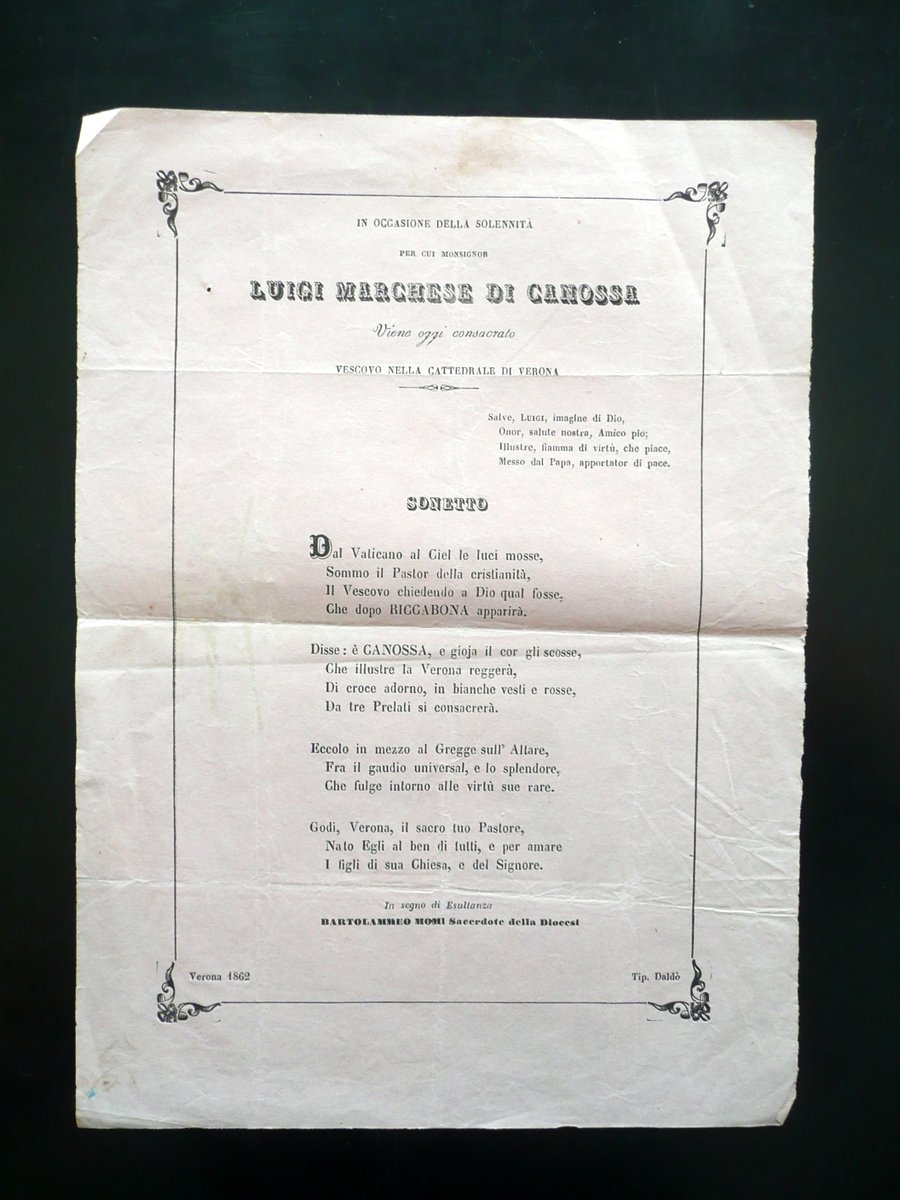 IN OCCASIONE DELLA SOLENNITÀ
PER CUI MONSIGNOR
LUIGI MARCHESE DI CANOSSA
Viene oggi consacrato
VESCOVO NELLA CATTEDRALE DI VERONA
Salve, LUIGI, imagine di Dio,
Onor, salute nostra, Amico pio;
Illustre, fiamma di virtù, che piace,
Messo dal Papa, apportator di pace.
SONETTO
Dal Vaticano al Ciel le luci mosse,
Sommo il Pastor della cristianità,
Il Vescovo chiedendo a Dio qual fosse,
Che dopo RICCABONA apparirà.
Disse: è CANOSSA, e gioja il cor gli scosse,
Che illustre la Verona reggerà,
Di croce adorno, in bianche vesti e rosse,
Da tre Prelati si consacrerà.
Eccolo in mezzo al Gregge sull' Altare,
Fra il gaudio universal, e lo splendore,
Che fulge intorno alle virtù sue rare.
Godi, Verona, il sacro tuo Pastore,
Nato Egli al ben di tutti, e per amare
I figli di sua Chiesa, e del Signore.
In segno di Esultanza
BARTOLAMMEO MOMI Sacerdote della Diocesi
Verona 1862
Tip. Daldò